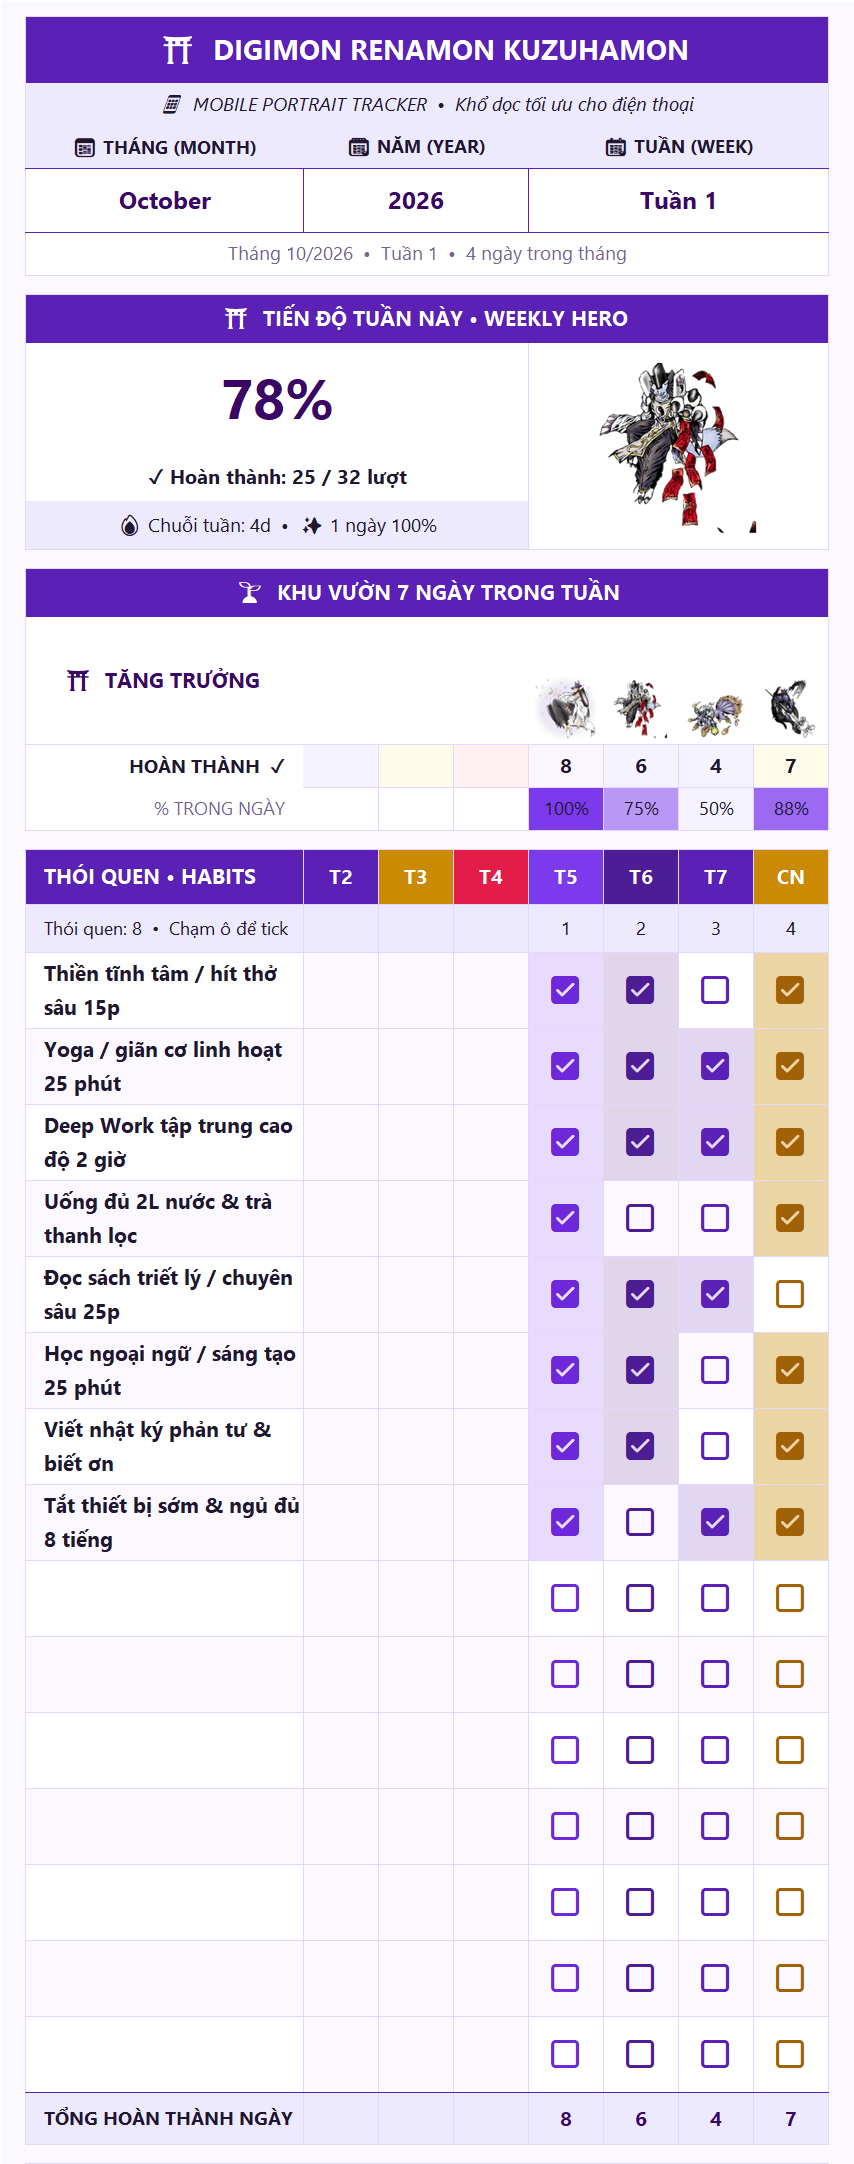 DIGIMON RENAMON KUZUHAMON
MOBILE PORTRAIT TRACKER • Khổ dọc tối ưu cho điện thoại
THÁNG (MONTH) NĂM (YEAR) TUẦN (WEEK)
October 2026 Tuần 1
Tháng 10/2026 • Tuần 1 • 4 ngày trong tháng
TIẾN ĐỘ TUẦN NÀY • WEEKLY HERO
78%
✓ Hoàn thành: 25 / 32 lượt
Chuỗi tuần: 4d • 1 ngày 100%
KHU VƯỜN 7 NGÀY TRONG TUẦN
TĂNG TRƯỞNG
HOÀN THÀNH ✓ 8 6 4 7
% TRONG NGÀY 100% 75% 50% 88%
THÓI QUEN • HABITS T2 T3 T4 T5 T6 T7 CN
Thói quen: 8 • Chạm ô để tick 1 2 3 4
Thiền tĩnh tâm / hít thở
sâu 15p
Yoga / giãn cơ linh hoạt
25 phút
Deep Work tập trung cao
độ 2 giờ
Uống đủ 2L nước & trà
thanh lọc
Đọc sách triết lý / chuyên
sâu 25p
Học ngoại ngữ / sáng tạo
25 phút
Viết nhật ký phản tư &
biết ơn
Tắt thiết bị sớm & ngủ đủ
8 tiếng
TỔNG HOÀN THÀNH NGÀY 8 6 4 7